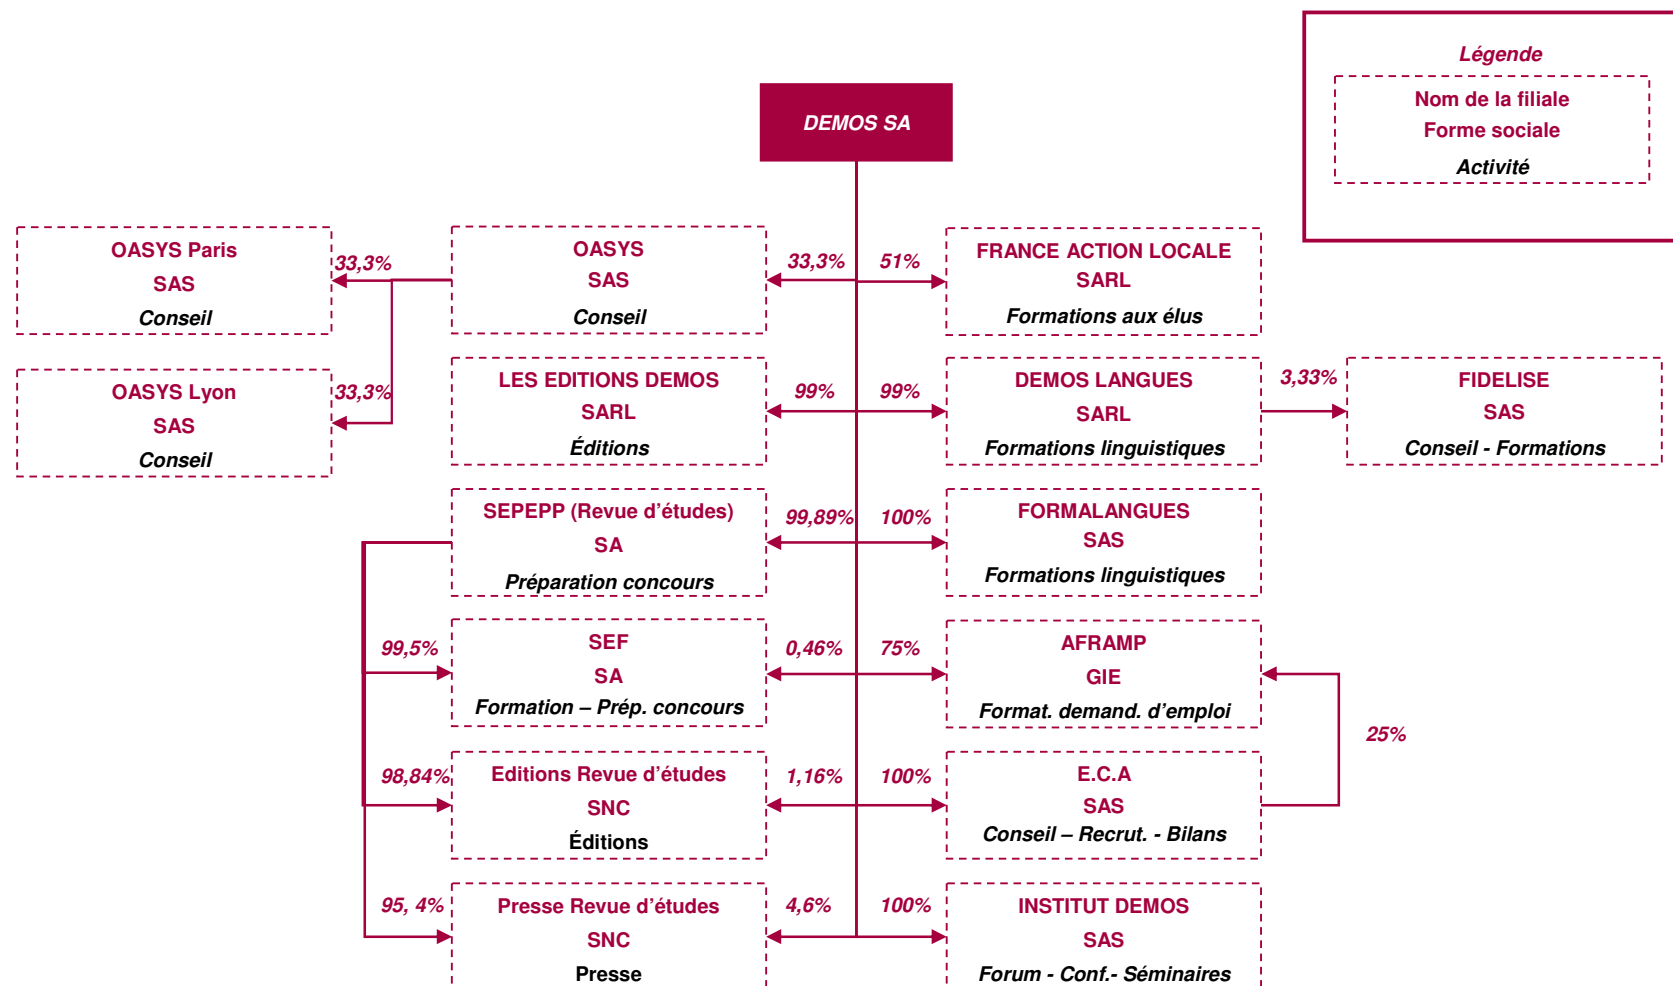 Légende
Nom de la filiale
Forme sociale
Activité
DEMOS SA
OASYS Paris
SAS
Conseil
33,3%
OASYS
SAS
Conseil
33,3%
51%
FRANCE ACTION LOCALE
SARL
Formations aux élus
OASYS Lyon
SAS
Conseil
33,3%
LES EDITIONS DEMOS
SARL
Éditions
99%
99%
DEMOS LANGUES
SARL
Formations linguistiques
3,33%
FIDELISE
SAS
Conseil - Formations
SEPEPP (Revue d'études)
SA
Préparation concours
99,89%
100%
FORMALANGUES
SAS
Formations linguistiques
99,5%
SEF
SA
Formation – Prép. concours
0,46%
75%
AFRAMP
GIE
Format. demand. d'emploi
25%
98,84%
Editions Revue d'études
SNC
Éditions
1,16%
100%
E.C.A
SAS
Conseil – Recrut. - Bilans
95, 4%
Presse Revue d'études
SNC
Presse
4,6%
100%
INSTITUT DEMOS
SAS
Forum - Conf.- Séminaires